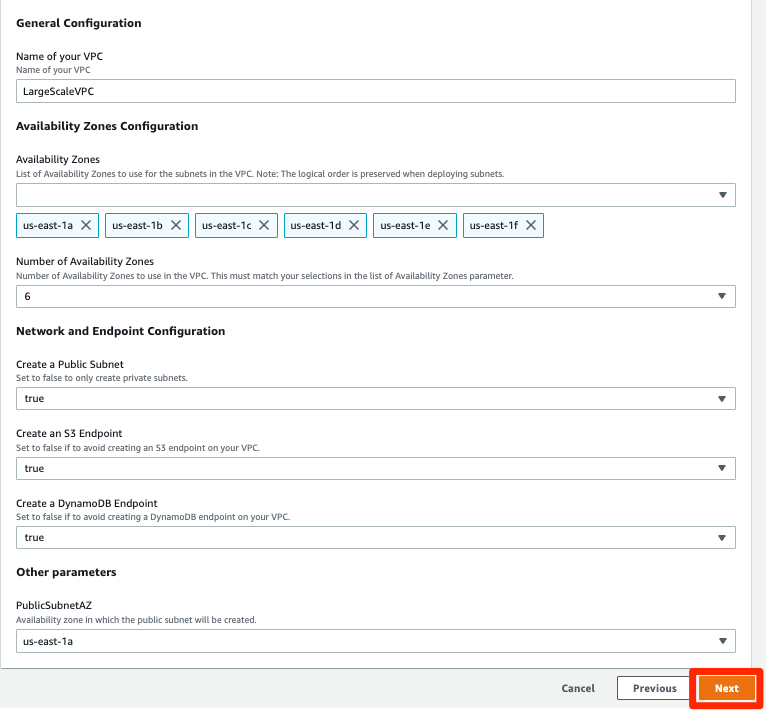 General Configuration
Name of your VPC
Name of your VPC
LargeScaleVPC
Availability Zones Configuration
Availability Zones
List of Availability Zones to use for the subnets in the VPC. Note: The logical order is preserved when deploying subnets.
us-east-1a us-east-1b us-east-1c us-east-1d us-east-1e us-east-1f
Number of Availability Zones
Number of Availability Zones to use in the VPC. This must match your selections in the list of Availability Zones parameter.
6
Network and Endpoint Configuration
Create a Public Subnet
Set to false to only create private subnets.
true
Create an S3 Endpoint
Set to false if to avoid creating an S3 endpoint on your VPC.
true
Create a DynamoDB Endpoint
Set to false if to avoid creating a DynamoDB endpoint on your VPC.
true
Other parameters
PublicSubnetAZ
Availability zone in which the public subnet will be created.
us-east-1a
Cancel Previous Next